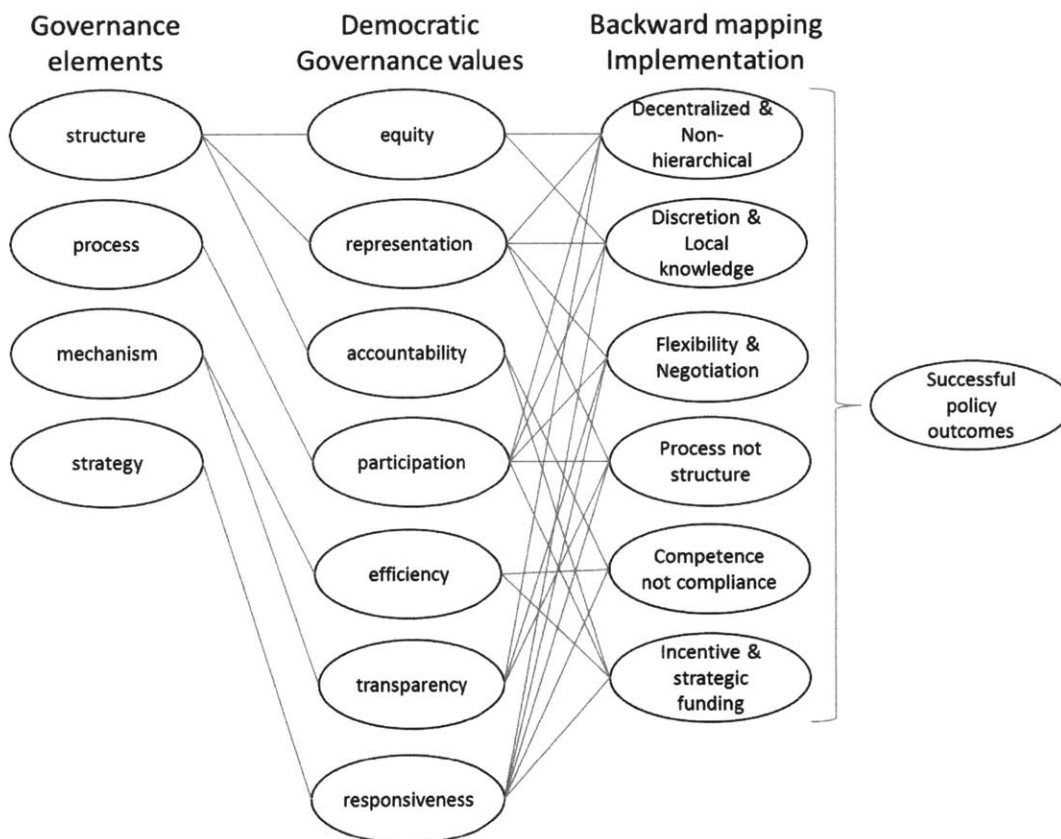 Governance
elements
Democratic
Governance values
Backward mapping
Implementation
structure
process
mechanism
strategy
equity
representation
accountability
participation
efficiency
transparency
responsiveness
Decentralized &
Non-
hierarchical
Discretion &
Local
knowledge
Flexibility &
Negotiation
Process not
structure
Competence
not compliance
Incentive &
strategic
funding
Successful
policy
outcomes